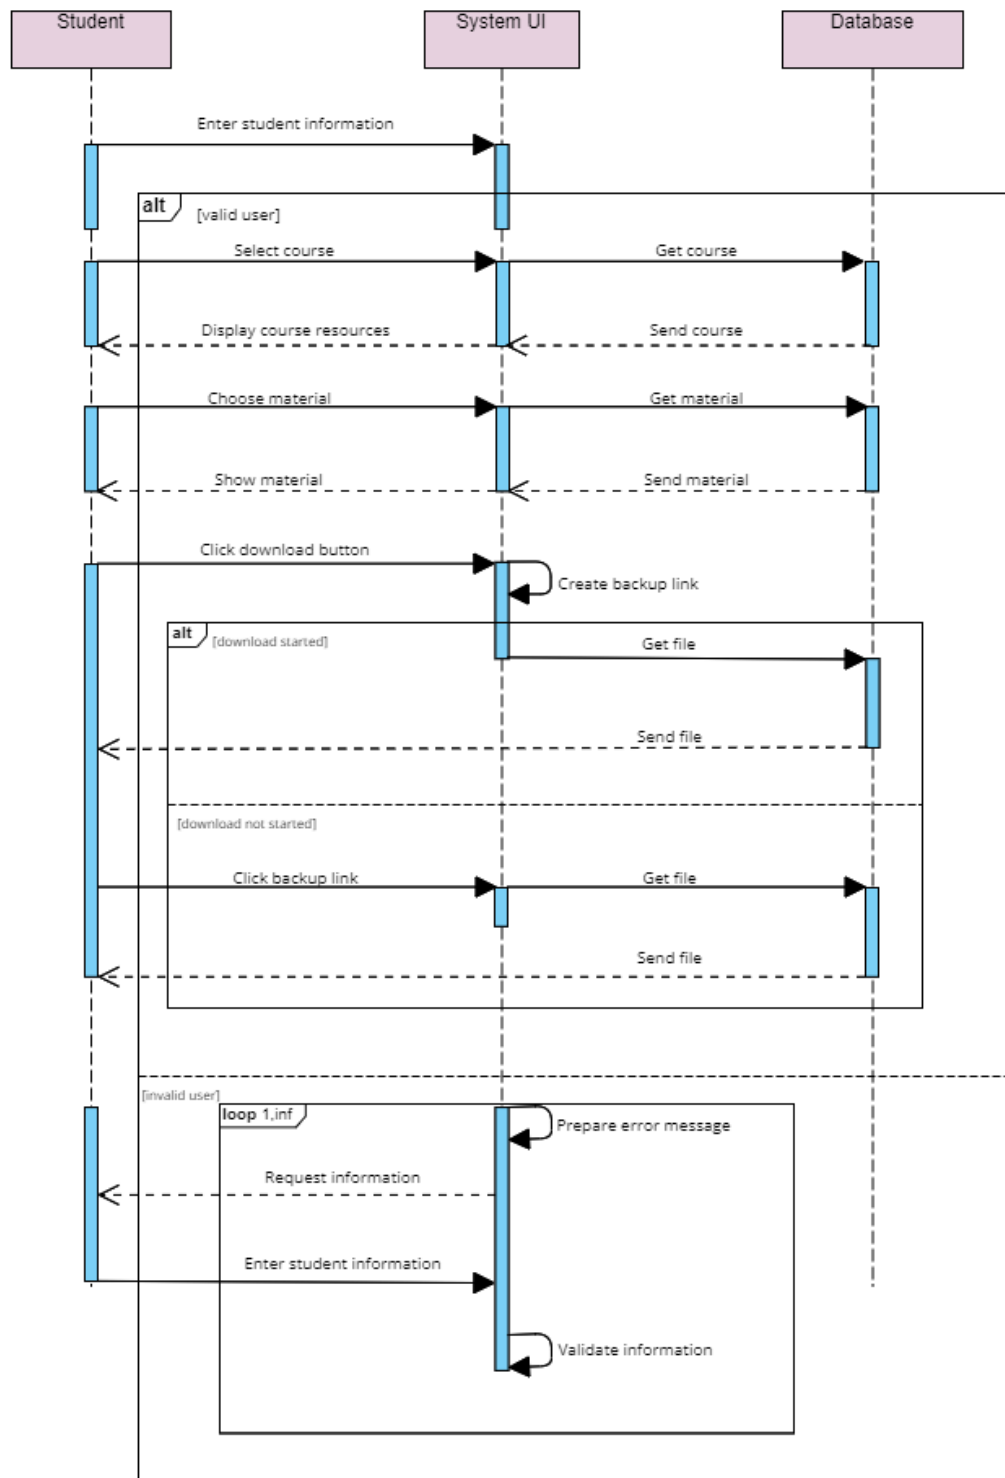 Student
System UI
Database
Enter student information
alt
[valid user]
Select course
Get course
Display course resources
Send course
Choose material
Get material
Show material
Send material
Click download button
Create backup link
alt
[download started]
Get file
Send file
[download not started]
Click backup link
Get file
Send file
[invalid user]
loop 1,inf
Prepare error message
Request information
Enter student information
Validate information